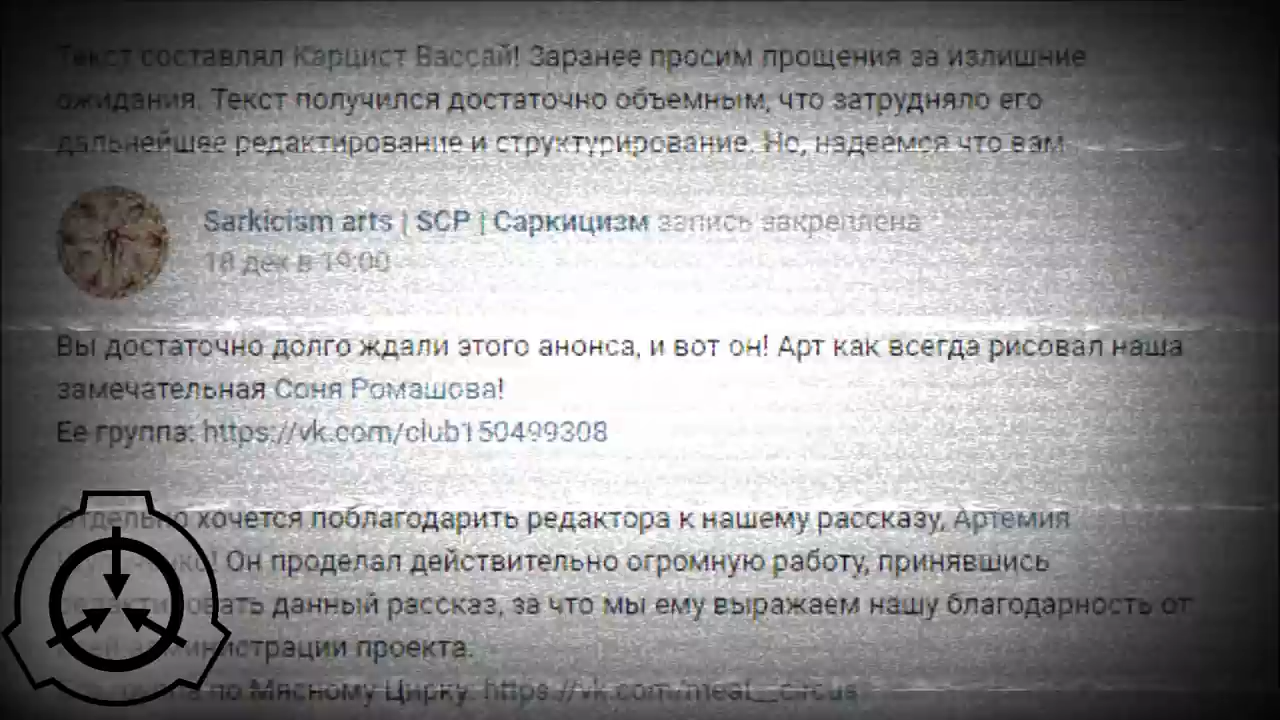 Текст составлял Карцист Вассай! Заранее просим прощения за излишние
ожидания. Текст получился достаточно объемным, что затрудняло его
дальнейшее редактирование и структурирование. Но, надеемся что вам
Sarkicism arts | SCP | Саркицизм запись закреплена
18 дек в 19:00
Вы достаточно долго ждали этого анонса, и вот он! Арт как всегда рисовал наша
замечательная Соня Ромашова!
Ее группа: https://vk.com/club150499308
Отдельно хочется поблагодарить редактора к нашему рассказу, Артемия
Он проделал действительно огромную работу, принявшись
редактировать данный рассказ, за что мы ему выражаем нашу благодарность от
всей администрации проекта.
по Мясному Цирку: https://vk.com/meat_circus